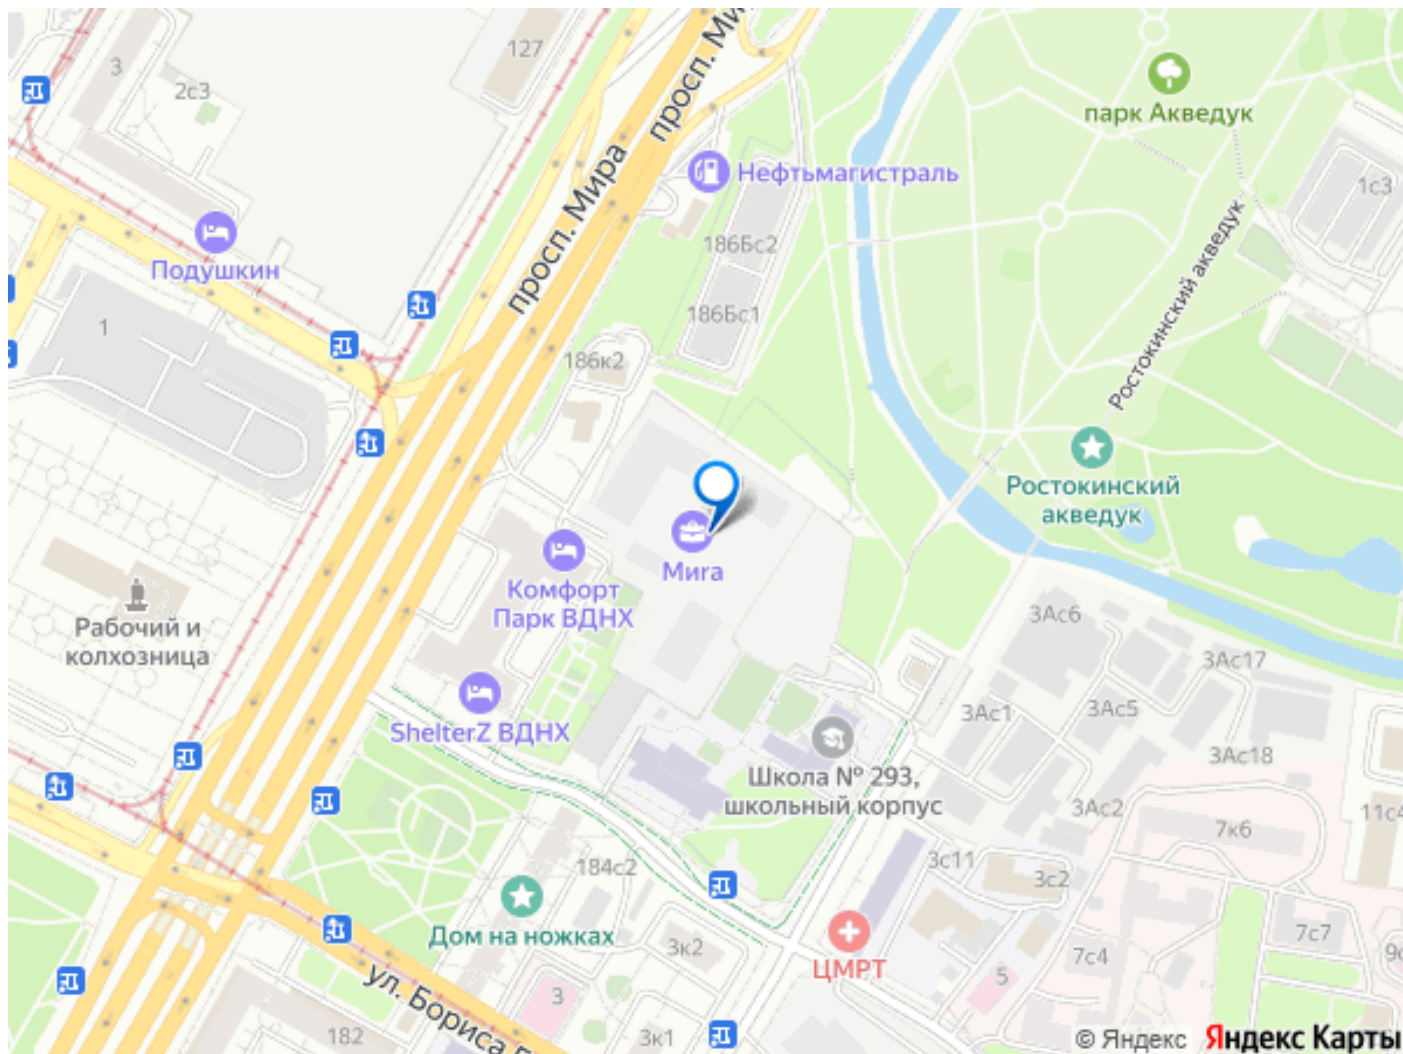 127
просп. Ми
3
2с3
парк Акведук
просп. Мира
Нефтьмагистраль
1с3
186Бс2
Подушкин
Ростокинский акведук
186Бс1
1
186к2
Ростокинский
акведук
Мига
Комфорт
Парк ВДНХ
Рабочий и
колхозница
3Ас6
3Ас17
ShelterZ ВДНХ
3Ас1
3Ас5
3Ас18
Школа № 293,
школьный корпус
3Ас2
7к6
11с4
184с2
3с11
3с2
Дом на ножках
3к2
7с7
ЦМРТ
7с4
5
3
ул. Бориса
182
3к1
© Яндекс Яндекс Карты